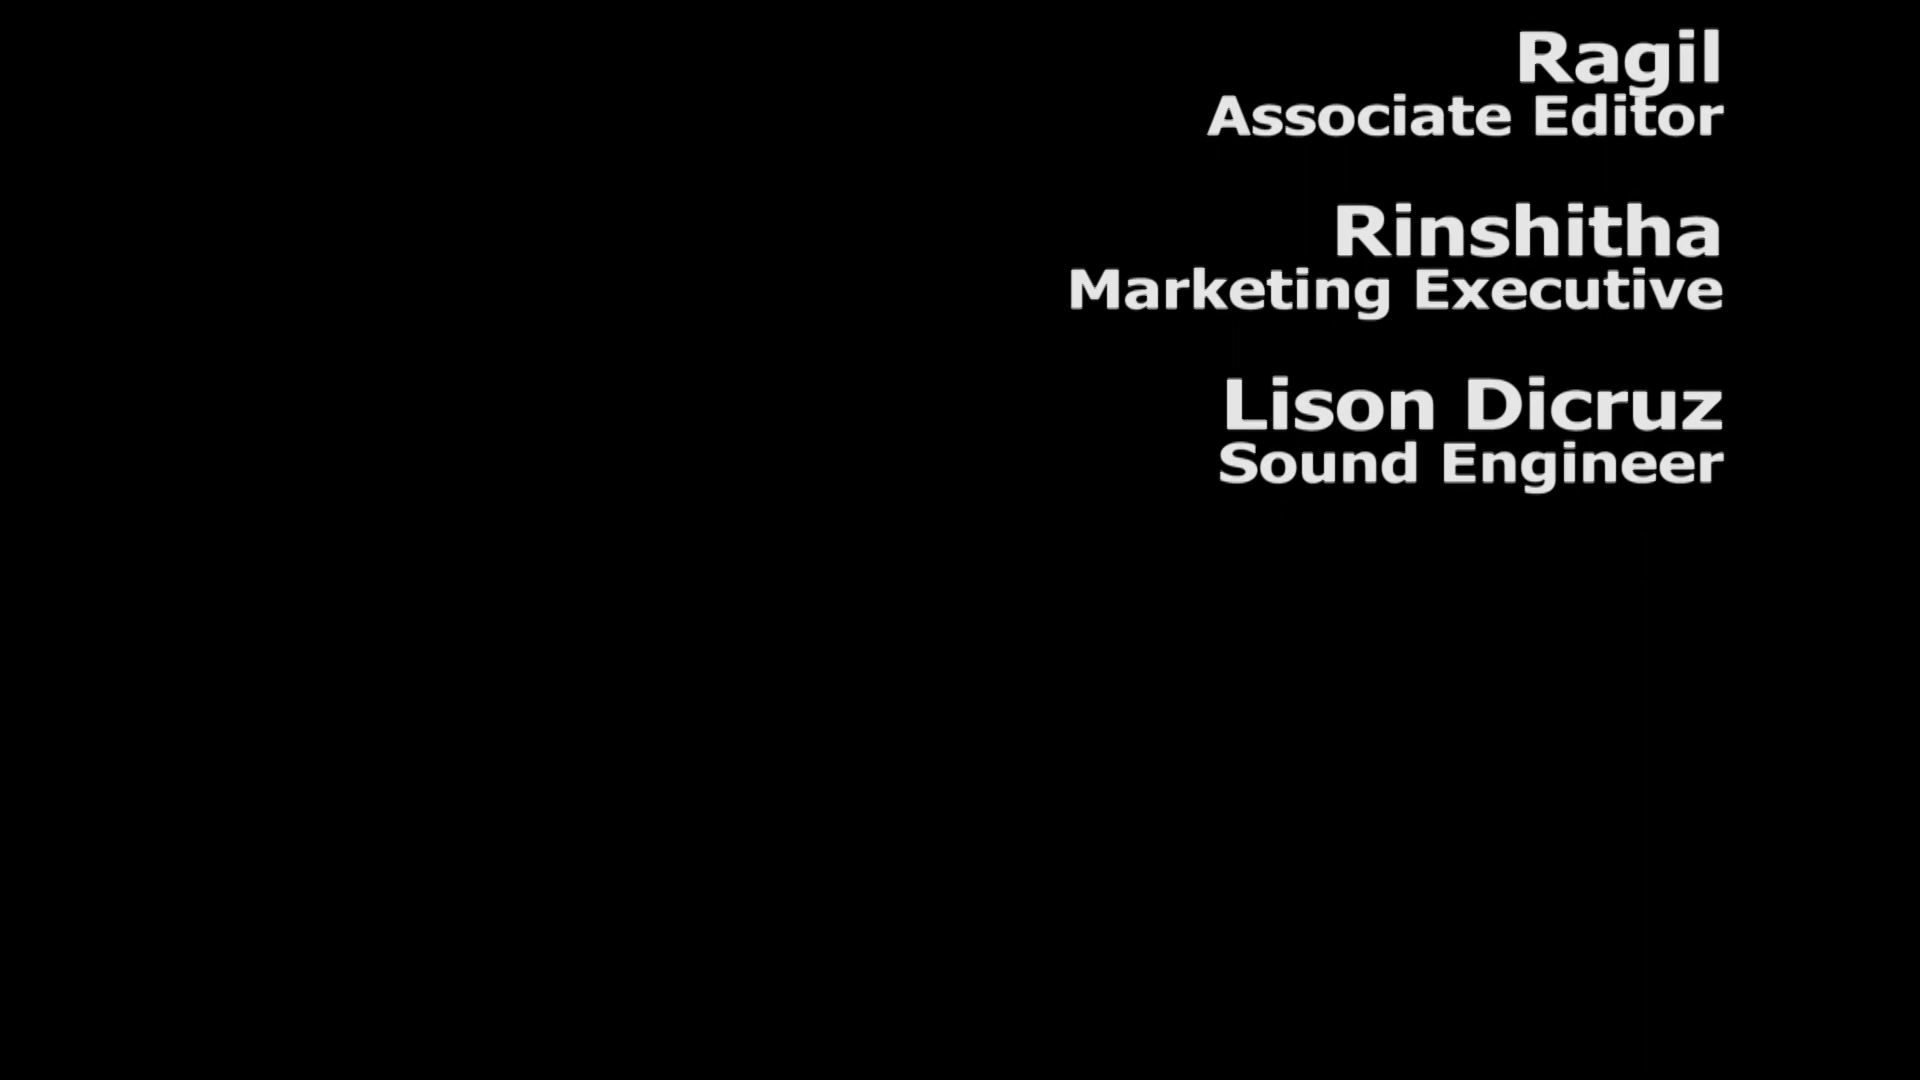 Ragil
Associate Editor
Rinshitha
Marketing Executive
Lison Dicruz
Sound Engineer